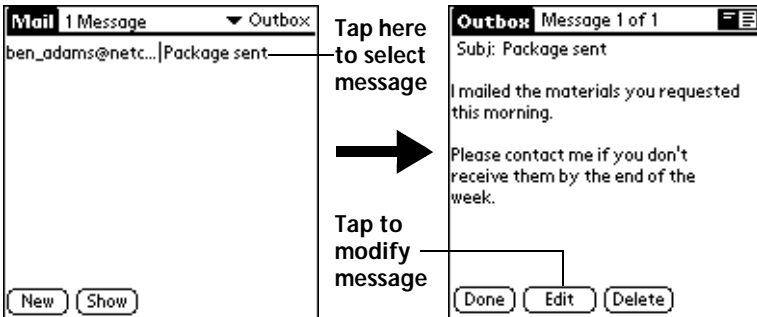 Mail 1 Message Outbox
ben_adams@netc... Package sent
New Show
Tap here
to select
message
Tap to
modify
message
Outbox Message 1 of 1
Subj: Package sent
I mailed the materials you requested
this morning.
Please contact me if you don't
receive them by the end of the
week.
Done Edit Delete